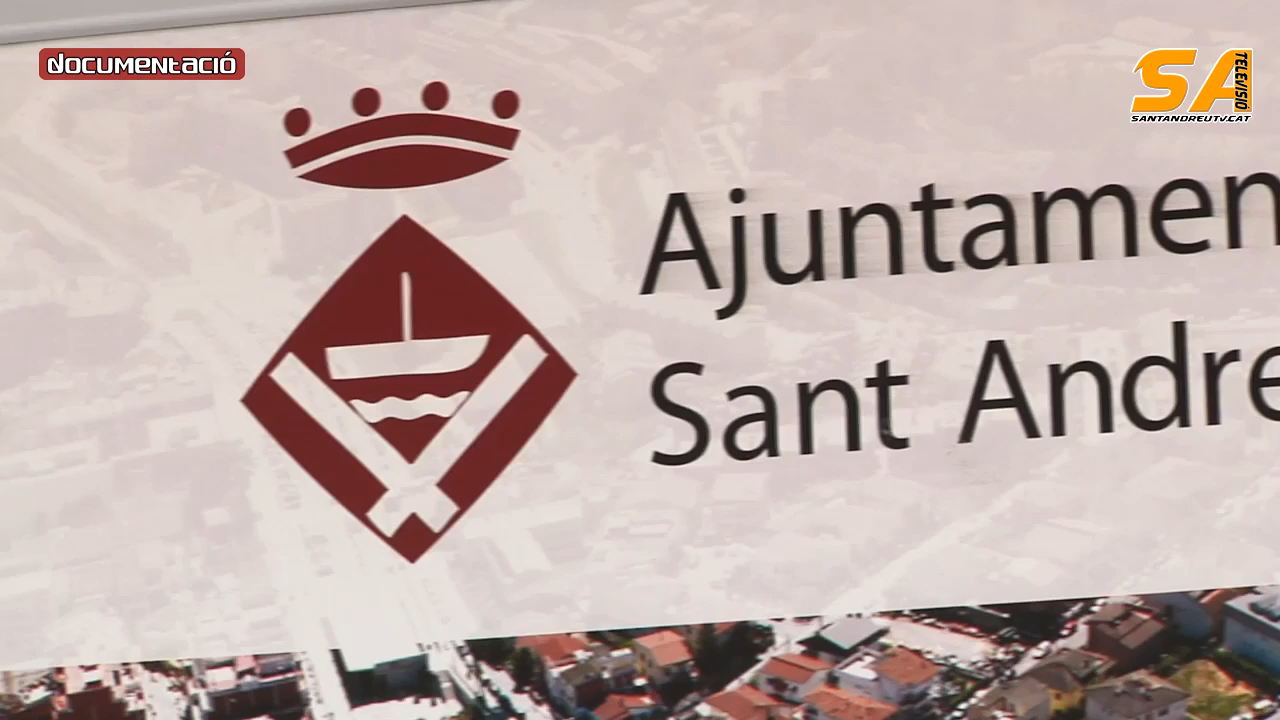 documentació
SA
TELEVISIÓ
SANTANDREUTV.CAT
Ajuntamen
Sant Andre